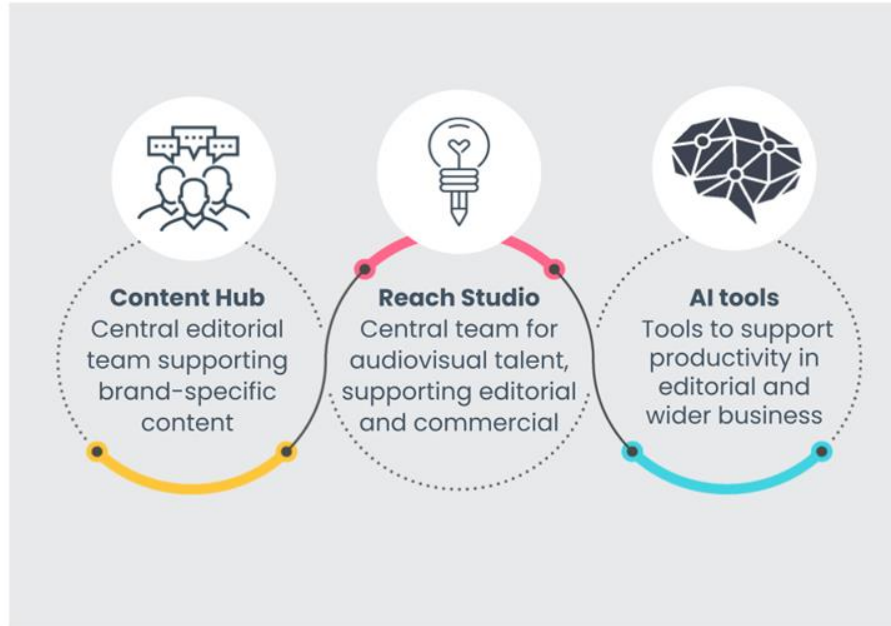 Content Hub
Central editorial
team supporting
brand-specific
content
Reach Studio
Central team for
audiovisual talent,
supporting editorial
and commercial
AI tools
Tools to support
productivity in
editorial and
wider business